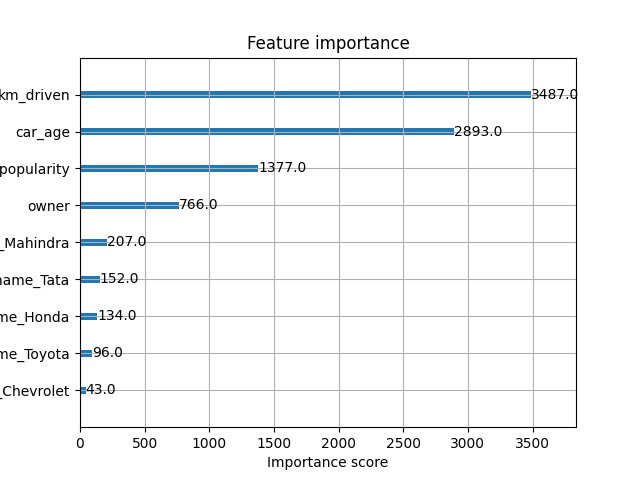 Feature importance
km_driven
3487.0
car_age
2893.0
popularity
1377.0
owner
766.0
_Mahindra
207.0
name_Tata
152.0
me_Honda
134.0
me_Toyota
96.0
_Chevrolet
43.0
0 500 1000 1500 2000 2500 3000 3500
Importance score